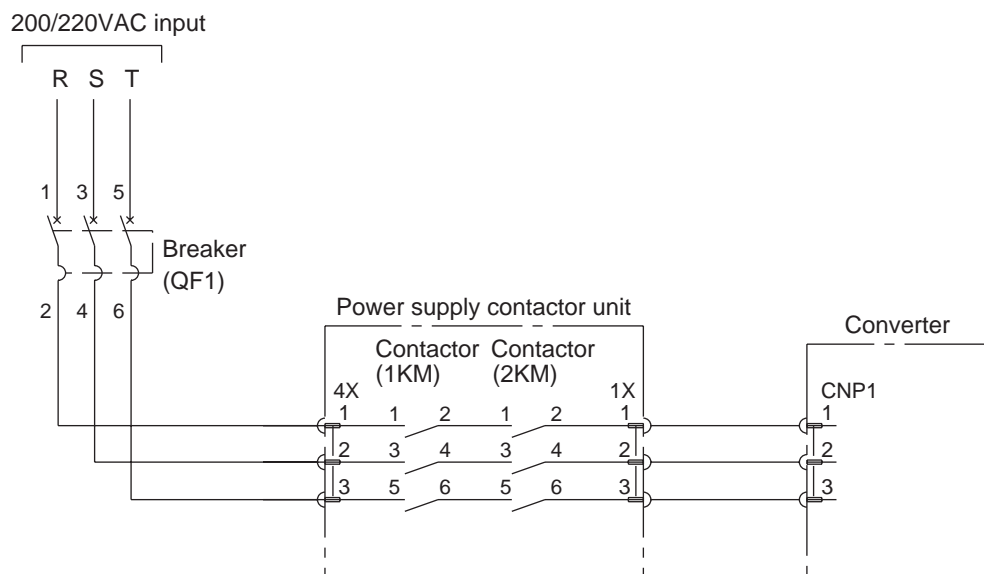 200/220VAC input
R S T
1 3 5
Breaker
(QF1)
2 4 6
Power supply contactor unit
Converter
Contactor Contactor
(1KM) (2KM)
4X 1X CNP1
1 1 2 1 2 1 1
2 3 4 3 4 2 2
3 5 6 5 6 3 3